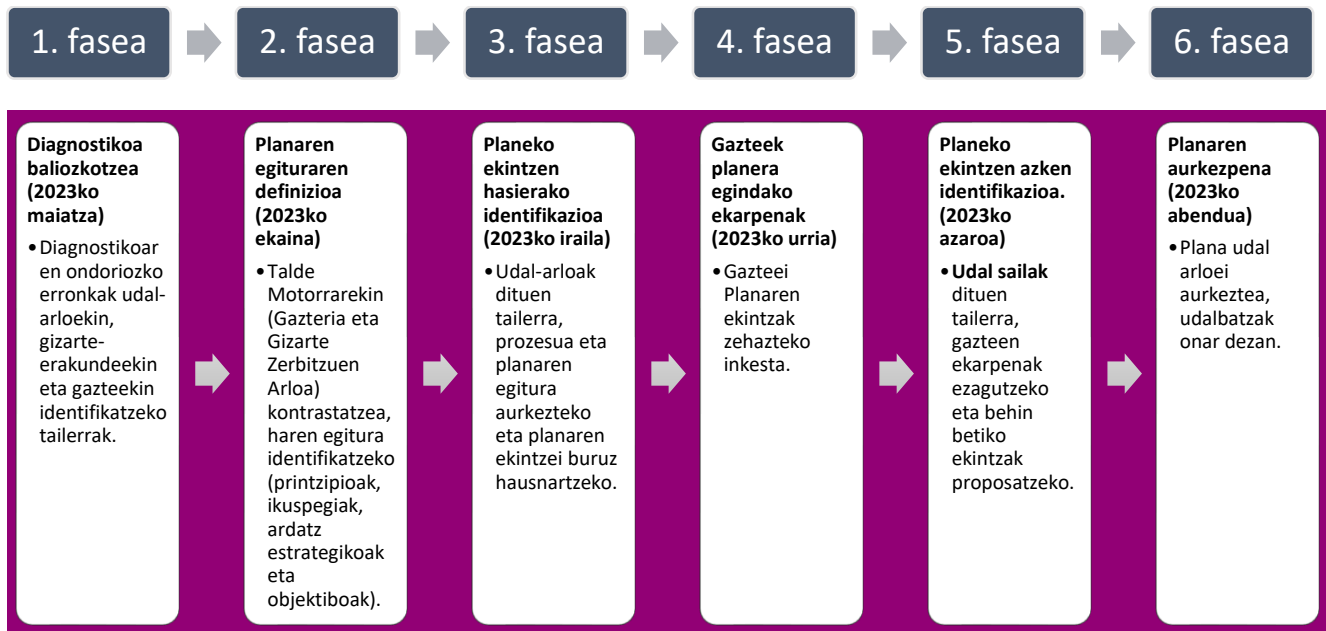 1. fasea
2. fasea
3. fasea
4. fasea
5. fasea
6. fasea
Diagnostikoa
baliozkotzea
(2023ko
maiatza)
•Diagnostikoar
en ondoriozko
erronkak udal-
arloekin,
gizarte-
erakundeekin
eta gazteekin
identifikatzeko
tailerrak.
Planaren
egituraren
definizioa
(2023ko
ekaina)
•Talde
Motorrarekin
(Gazteria eta
Gizarte
Zerbitzuen
Arloa)
kontrastatzea,
haren egitura
identifikatzeko
(printzipioak,
ikuspegiak,
ardatz
estrategikoak
eta
objektiboak).
Planeko
ekintzen
hasierako
identifikazioa
(2023ko iraila)
•Udal-arloak
dituen
tailerra,
prozesua eta
planaren
egitura
aurkezteko
eta planaren
ekintzei buruz
hausnartzeko.
Gazteek
planera
egindako
ekarpenak
(2023ko urria)
•Gazteei
Planaren
ekintzak
zehazteko
inkesta.
Planeko
ekintzen azken
identifikazioa.
(2023ko
azaroa)
•Udal sailak
dituen
tailerra,
gazteen
ekarpenak
ezagutzeko
eta behin
betiko
ekintzak
proposatzeko.
Planaren
aurkezpena
(2023ko
abendua)
•Plana udal
arloei
aurkeztea,
udalbatzak
onar dezan.